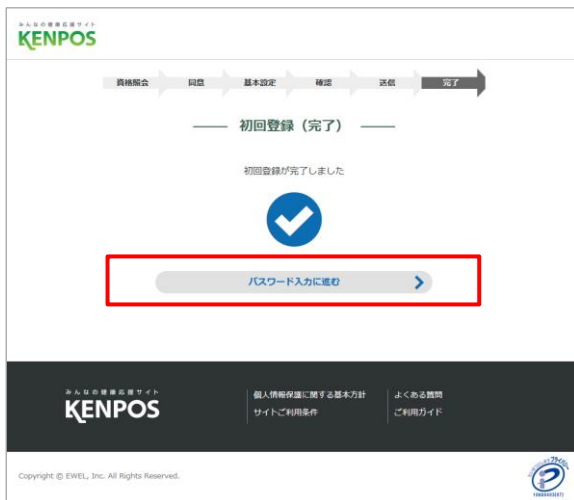 みんなの健康応援サイト
KENPOS
資格照会 同意 基本設定 確認 送信 完了
初回登録（完了）
初回登録が完了しました
パスワード入力に進む
みんなの健康応援サイト
KENPOS
個人情報保護に関する基本方針 よくある質問
サイトご利用条件 ご利用ガイド
Copyright © EWEL, Inc. All Rights Reserved.